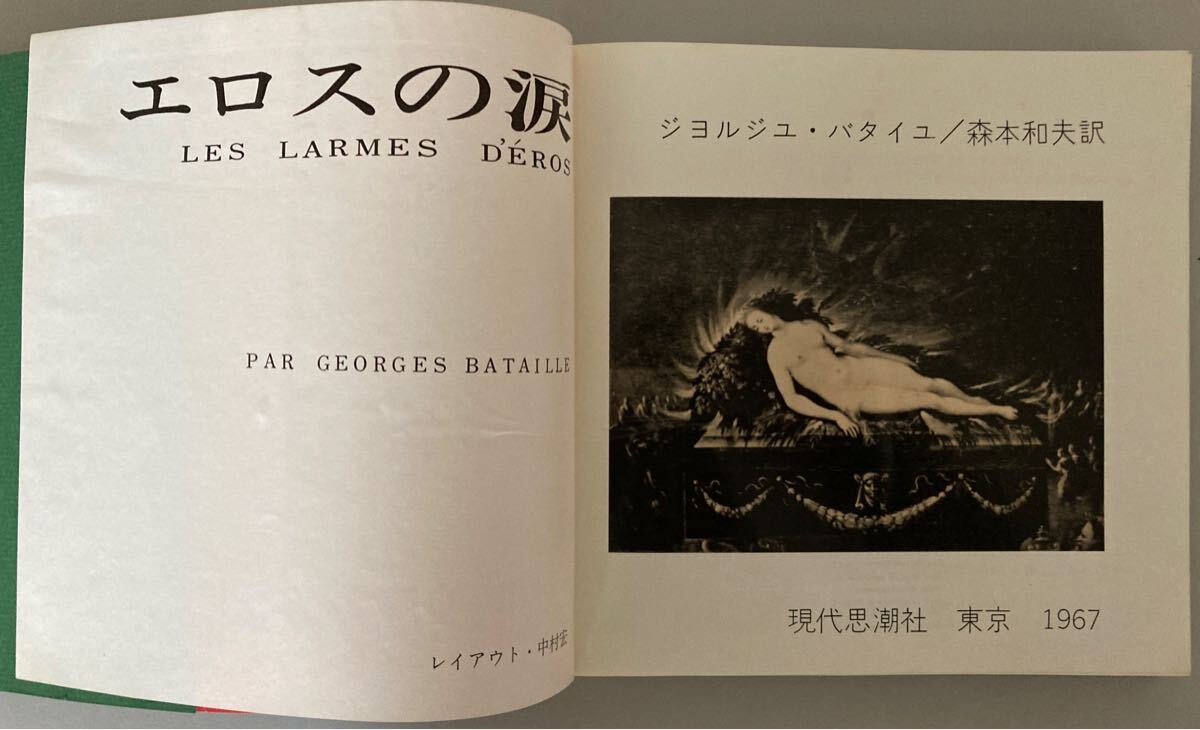 エロスの涙
LES LARMES D'ÉROS
PAR GEORGES BATAILLE
レイアウト・中村宏
ジヨルジユ・バタイユ/森本和夫訳
現代思潮社 東京 1967